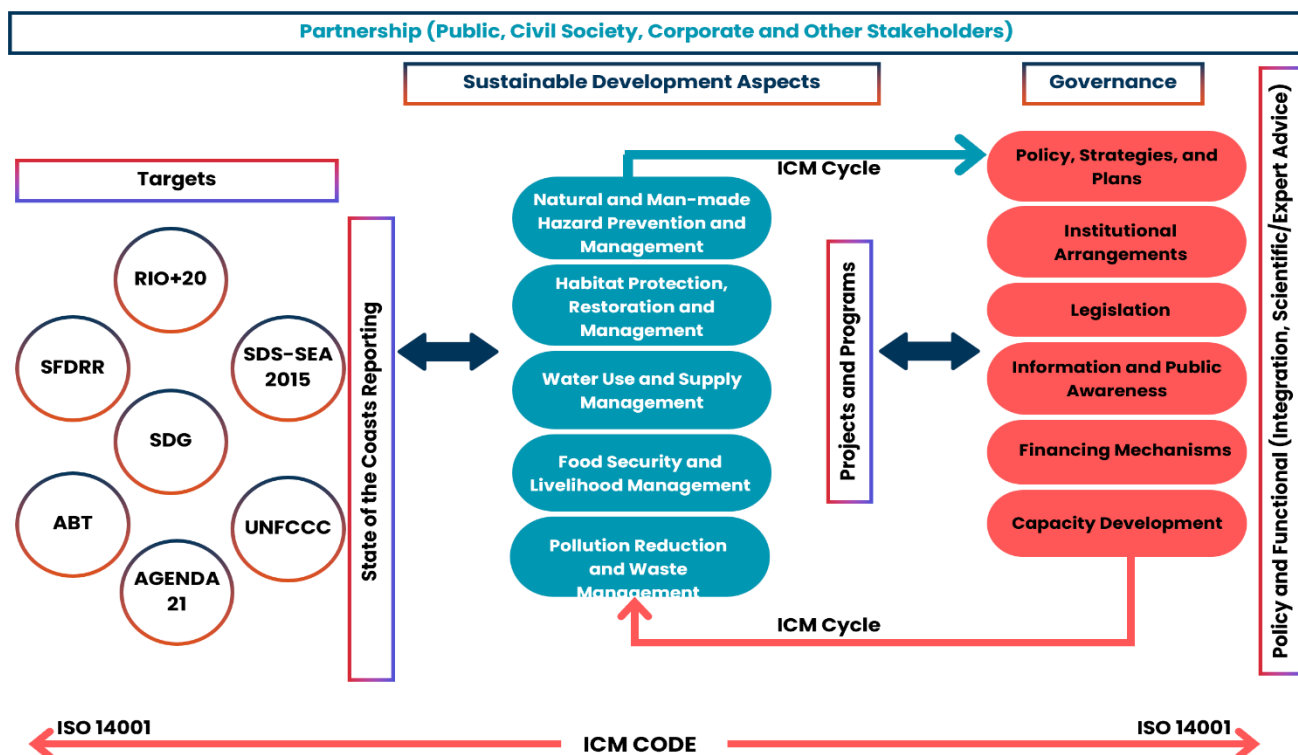 Partnership (Public, Civil Society, Corporate and Other Stakeholders)
Sustainable Development Aspects
Governance
Targets
RIO+20
SFDRR
SDS-SEA
2015
SDG
ABT
UNFCCC
AGENDA
21
State of the Coasts Reporting
ICM Cycle
Natural and Man-made
Hazard Prevention and
Management
Habitat Protection,
Restoration and
Management
Water Use and Supply
Management
Food Security and
Livelihood Management
Pollution Reduction
and Waste
Management
Projects and Programs
Policy, Strategies, and
Plans
Institutional
Arrangements
Legislation
Information and Public
Awareness
Financing Mechanisms
Capacity Development
ICM Cycle
Policy and Functional (Integration, Scientific/Expert Advice)
ISO 14001
ICM CODE
ISO 14001